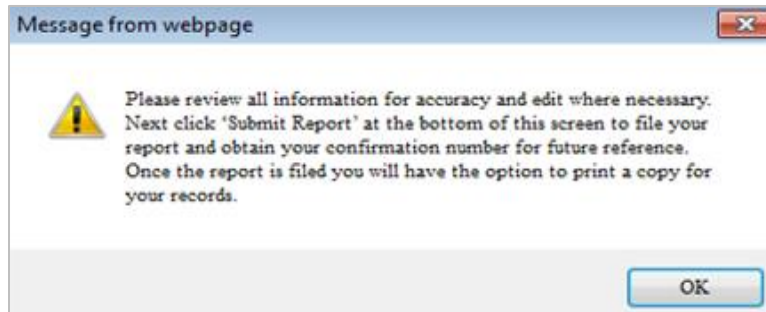 Message from webpage
Please review all information for accuracy and edit where necessary.
Next click 'Submit Report' at the bottom of this screen to file your
report and obtain your confirmation number for future reference.
Once the report is filed you will have the option to print a copy for
your records.
OK